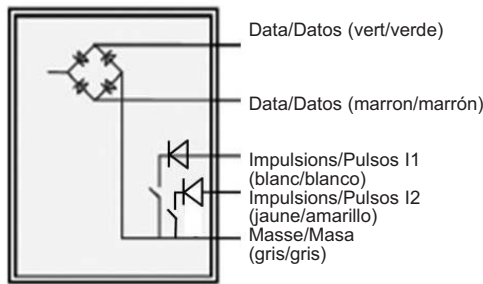 Data/Datos (vert/verde)
Data/Datos (marron/marrón)
Impulsions/Pulsos I1
(blanc/blanco)
Impulsions/Pulsos I2
(jaune/amarillo)
Masse/Masa
(gris/gris)